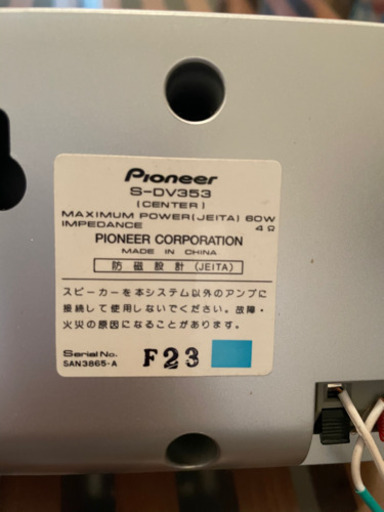 Pioneer
S-DV353
(CENTER)
MAXIMUM POWER(JEITA) 60W
IMPEDANCE 4Ω
PIONEER CORPORATION
MADE IN CHINA
防磁設計 (JEITA)
スピーカーを本システム以外のアンプに
接続して使用しないでください。故障・
火災の原因になることがあります。
Serial No. F23
SAN3865-A